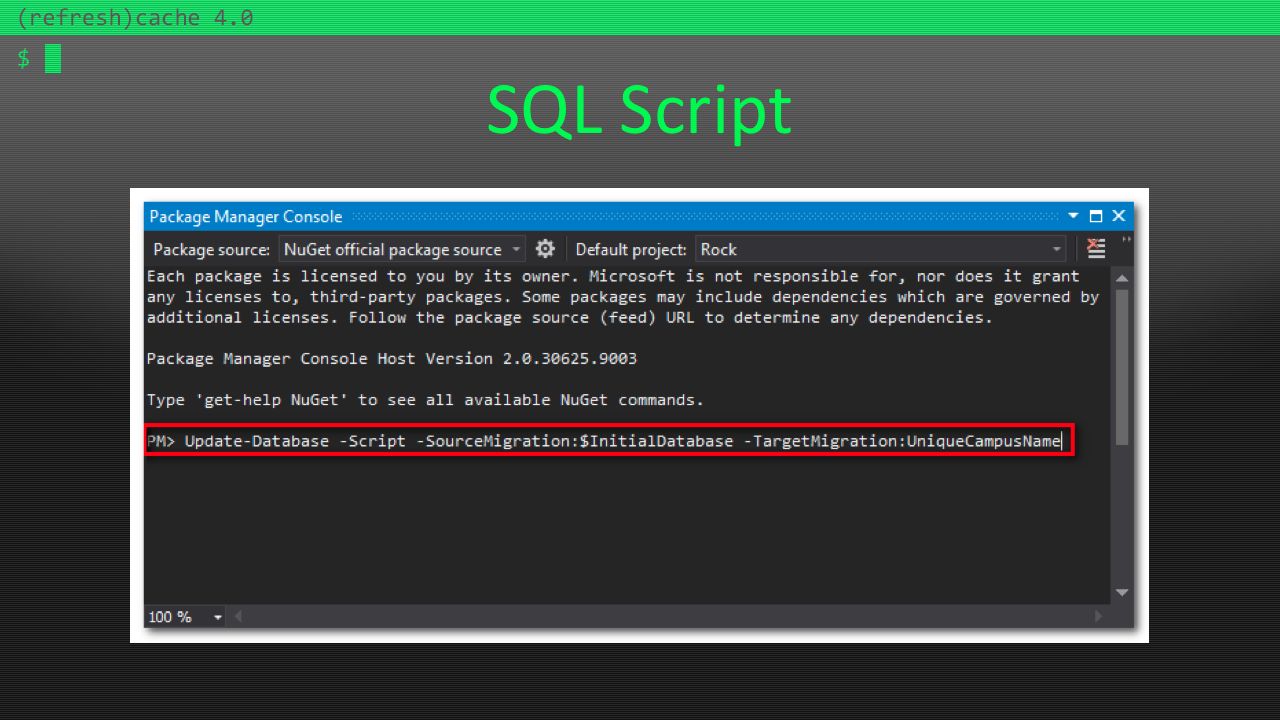 (refresh)cache 4.0
$
SQL Script
Package Manager Console
Package source: NuGet official package source Default project: Rock
Each package is licensed to you by its owner. Microsoft is not responsible for, nor does it grant
any licenses to, third-party packages. Some packages may include dependencies which are governed by
additional licenses. Follow the package source (feed) URL to determine any dependencies.
Package Manager Console Host Version 2.0.30625.9003
Type 'get-help NuGet' to see all available NuGet commands.
PM> Update-Database -Script -SourceMigration:$InitialDatabase -TargetMigration:UniqueCampusName
100 %